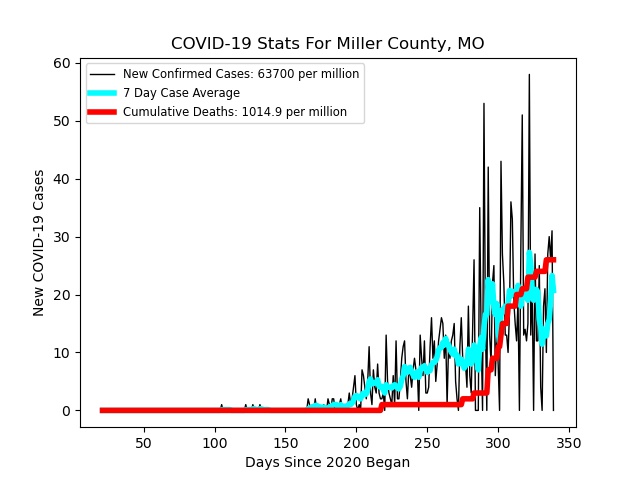 COVID-19 Stats For Miller County, MO
60
50
40
30
20
10
0
New COVID-19 Cases
New Confirmed Cases: 63700 per million
7 Day Case Average
Cumulative Deaths: 1014.9 per million
50 100 150 200 250 300 350
Days Since 2020 Began